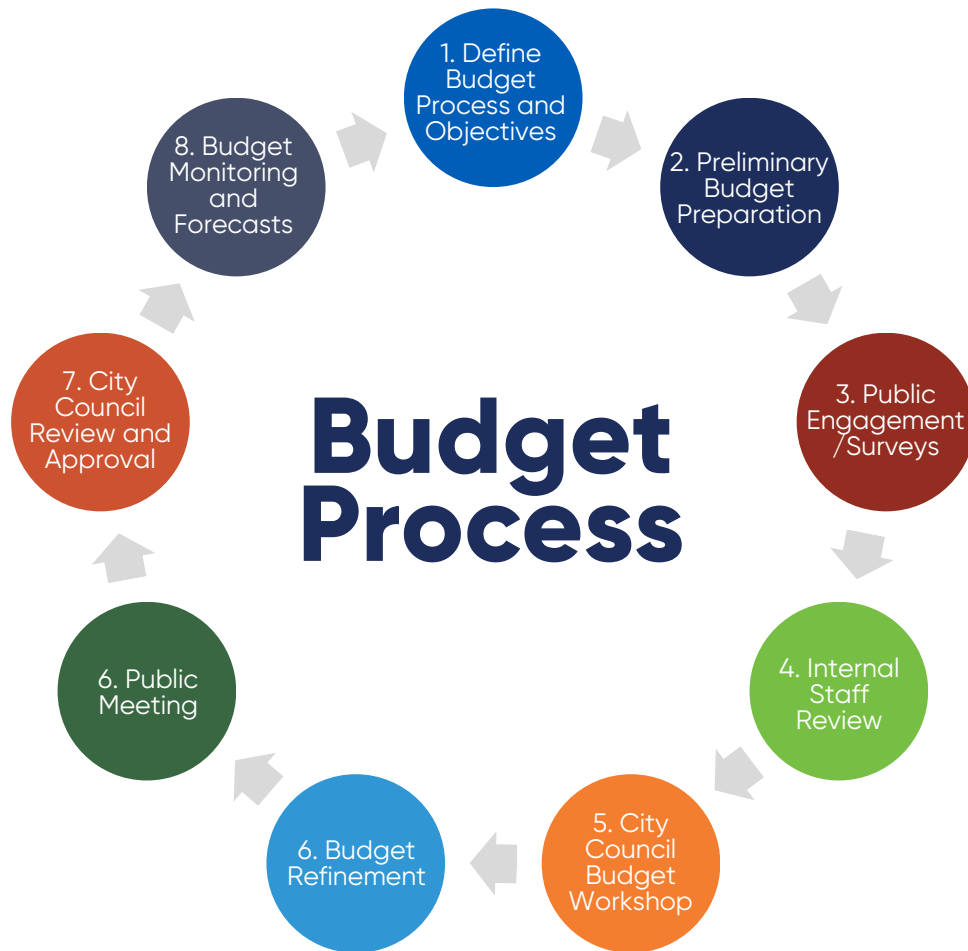 1. Define
Budget
Process and
Objectives
2. Preliminary
Budget
Preparation
3. Public
Engagement
/Surveys
4. Internal
Staff
Review
5. City
Council
Budget
Workshop
6. Budget
Refinement
6. Public
Meeting
7. City
Council
Review and
Approval
8. Budget
Monitoring
and
Forecasts
Budget
Process